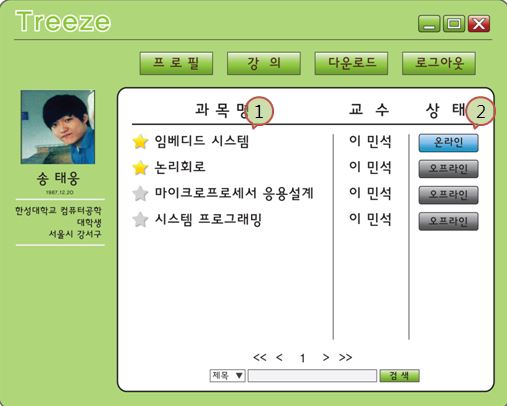 Treeze
프로필 강의 다운로드 로그아웃
송 태웅
1987.12.20
한성대학교 컴퓨터공학
대학생
서울시 강서구
과목명 1 교수 상태 2
임베디드 시스템 이 민석 온라인
논리회로 이 민석 오프라인
마이크로프로세서 응용설계 이 민석 오프라인
시스템 프로그래밍 이 민석 오프라인
<< < 1 > >>
제목 ▼ 검색